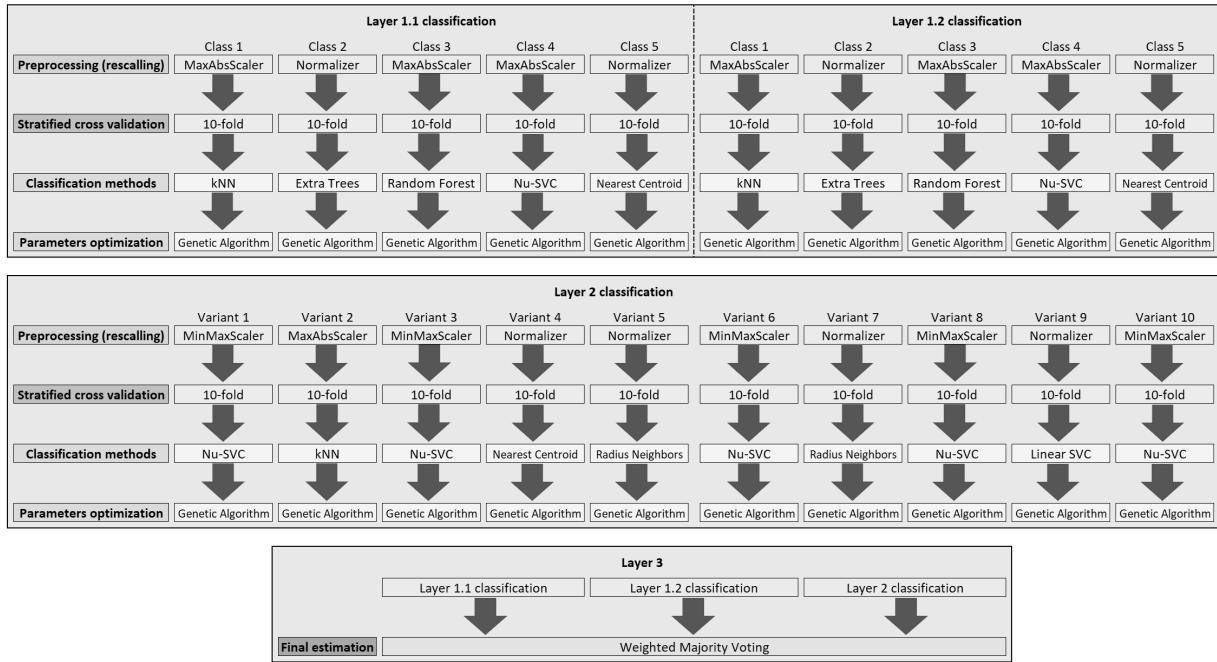 Layer 1.1 classification Layer 1.2 classification
Class 1 Class 2 Class 3 Class 4 Class 5 Class 1 Class 2 Class 3 Class 4 Class 5
Preprocessing (rescalling) MaxAbsScaler Normalizer MaxAbsScaler MaxAbsScaler Normalizer MaxAbsScaler Normalizer MaxAbsScaler MaxAbsScaler Normalizer
Stratified cross validation 10-fold 10-fold 10-fold 10-fold 10-fold 10-fold 10-fold 10-fold 10-fold 10-fold
Classification methods kNN Extra Trees Random Forest Nu-SVC Nearest Centroid kNN Extra Trees Random Forest Nu-SVC Nearest Centroid
Parameters optimization Genetic Algorithm Genetic Algorithm Genetic Algorithm Genetic Algorithm Genetic Algorithm Genetic Algorithm Genetic Algorithm Genetic Algorithm Genetic Algorithm Genetic Algorithm
Layer 2 classification
Variant 1 Variant 2 Variant 3 Variant 4 Variant 5 Variant 6 Variant 7 Variant 8 Variant 9 Variant 10
Preprocessing (rescalling) MinMaxScaler MaxAbsScaler MinMaxScaler Normalizer Normalizer MinMaxScaler Normalizer MinMaxScaler Normalizer MinMaxScaler
Stratified cross validation 10-fold 10-fold 10-fold 10-fold 10-fold 10-fold 10-fold 10-fold 10-fold 10-fold
Classification methods Nu-SVC kNN Nu-SVC Nearest Centroid Radius Neighbors Nu-SVC Radius Neighbors Nu-SVC Linear SVC Nu-SVC
Parameters optimization Genetic Algorithm Genetic Algorithm Genetic Algorithm Genetic Algorithm Genetic Algorithm Genetic Algorithm Genetic Algorithm Genetic Algorithm Genetic Algorithm Genetic Algorithm
Layer 3
Layer 1.1 classification Layer 1.2 classification Layer 2 classification
Final estimation Weighted Majority Voting